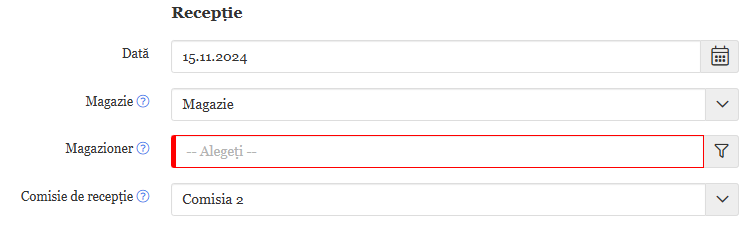 Recepție
Dată
15.11.2024
Magazie ?
Magazie
Magazioner ?
-- Alegeți --
Comisie de recepție ?
Comisia 2